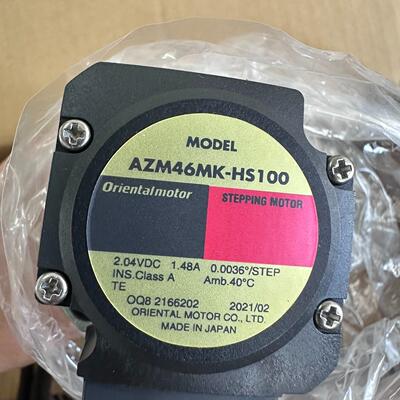 MODEL
AZM46MK-HS100
Orientalmotor
STEPPING MOTOR
2.04VDC 1.48A 0.0036°/STEP
INS.Class A Amb.40°C
TE
OQ8 2166202 2021/02
ORIENTAL MOTOR CO., LTD.
MADE IN JAPAN